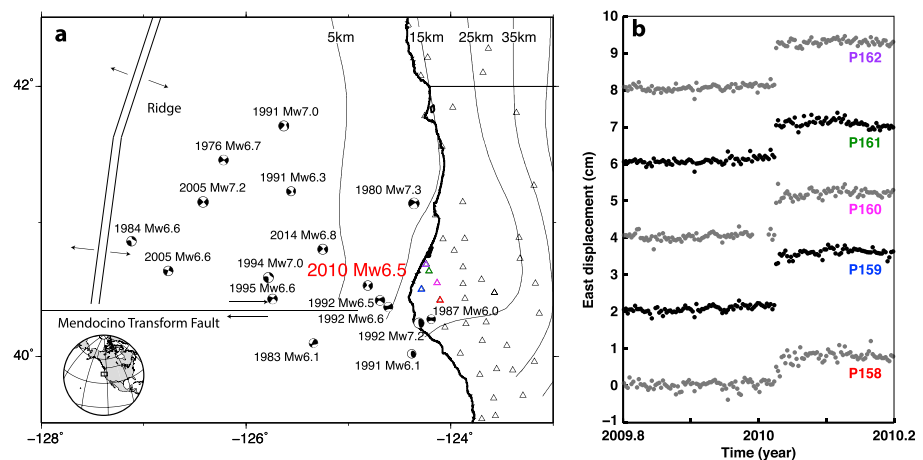 a
5km 15km 25km 35km
42°
Ridge
1991 Mw7.0
1976 Mw6.7
1991 Mw6.3
2005 Mw7.2
1980 Mw7.3
1984 Mw6.6
2014 Mw6.8
2005 Mw6.6
1994 Mw7.0
2010 Mw6.5
1995 Mw6.6
1992 Mw6.5
1987 Mw6.0
1992 Mw6.6
Mendocino Transform Fault
1992 Mw7.2
40°
1983 Mw6.1
1991 Mw6.1
−128° −126° −124°
b
East displacement (cm)
10
9
8
7
6
5
4
3
2
1
0
−1
P162
P161
P160
P159
P158
2009.8 2010 2010.2
Time (year)